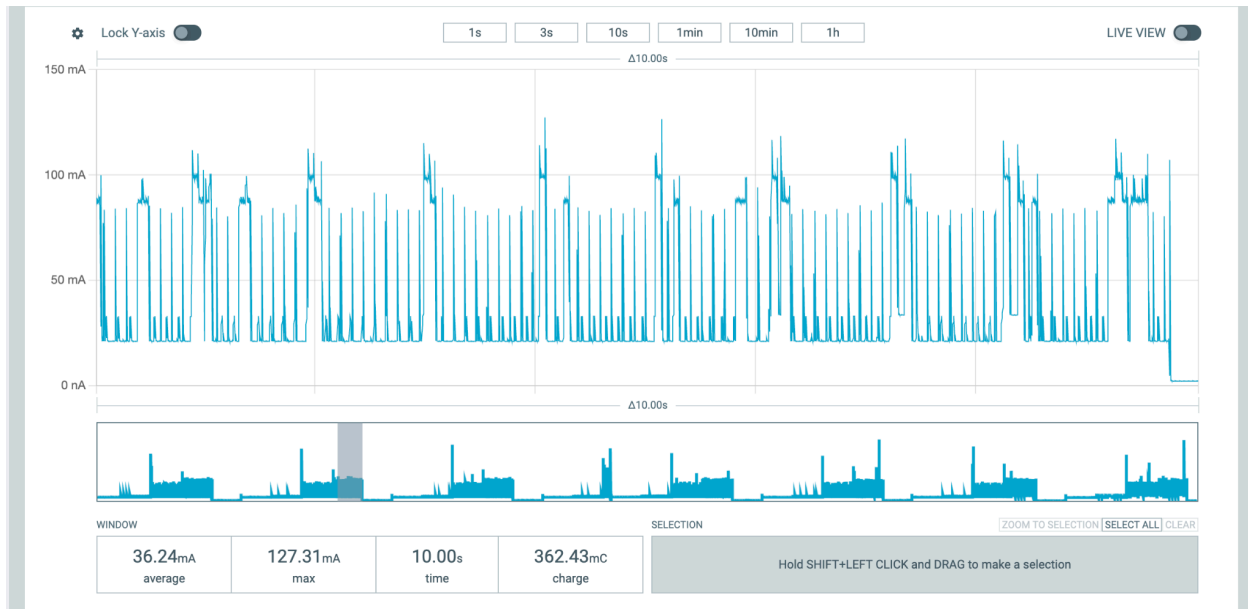 Lock Y-axis 1s 3s 10s 1min 10min 1h LIVE VIEW
Δ10.00s
150 mA
100 mA
50 mA
0 nA
Δ10.00s
WINDOW SELECTION ZOOM TO SELECTION SELECT ALL CLEAR
36.24mA 127.31mA 10.00s 362.43mC
average max time charge
Hold SHIFT+LEFT CLICK and DRAG to make a selection